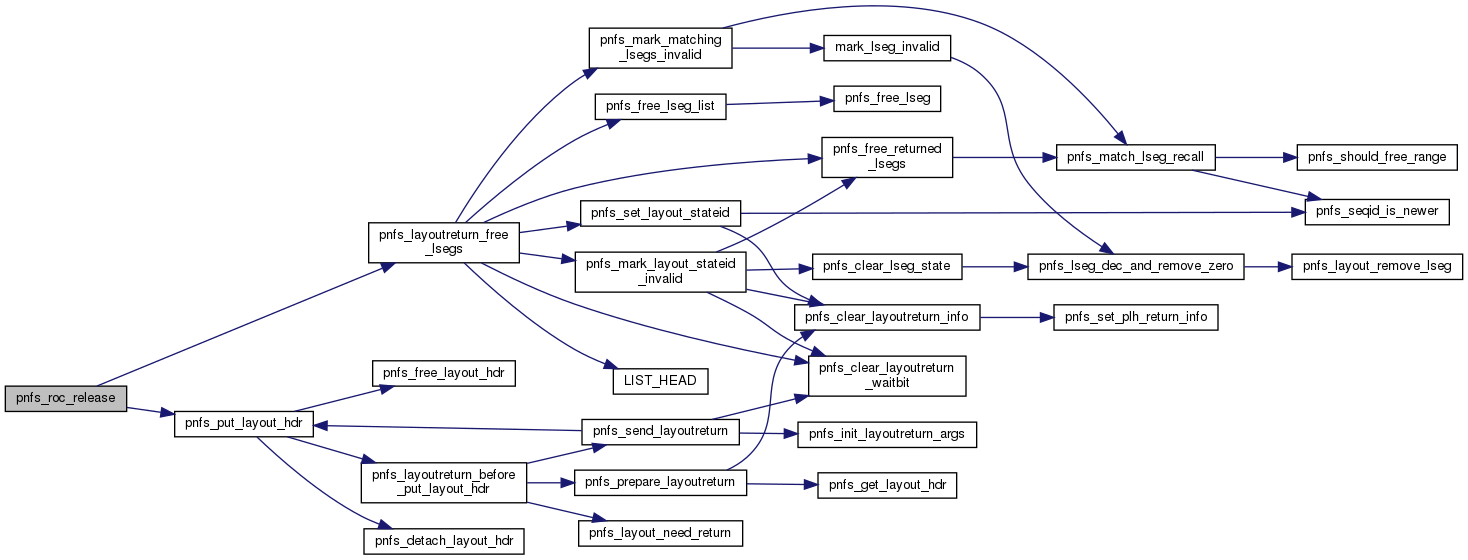 pnfs_mark_matching
_lsegs_invalid
mark_lseg_invalid
pnfs_free_lseg_list
pnfs_free_lseg
pnfs_free_returned
_lsegs
pnfs_match_lseg_recall
pnfs_should_free_range
pnfs_set_layout_stateid
pnfs_seqid_is_newer
pnfs_layoutreturn_free
_lsegs
pnfs_mark_layout_stateid
_invalid
pnfs_clear_lseg_state
pnfs_lseg_dec_and_remove_zero
pnfs_layout_remove_lseg
pnfs_clear_layoutreturn_info
pnfs_set_plh_return_info
pnfs_free_layout_hdr
LIST_HEAD
pnfs_clear_layoutreturn
_waitbit
pnfs_roc_release
pnfs_put_layout_hdr
pnfs_send_layoutreturn
pnfs_init_layoutreturn_args
pnfs_layoutreturn_before
_put_layout_hdr
pnfs_prepare_layoutreturn
pnfs_get_layout_hdr
pnfs_layout_need_return
pnfs_detach_layout_hdr